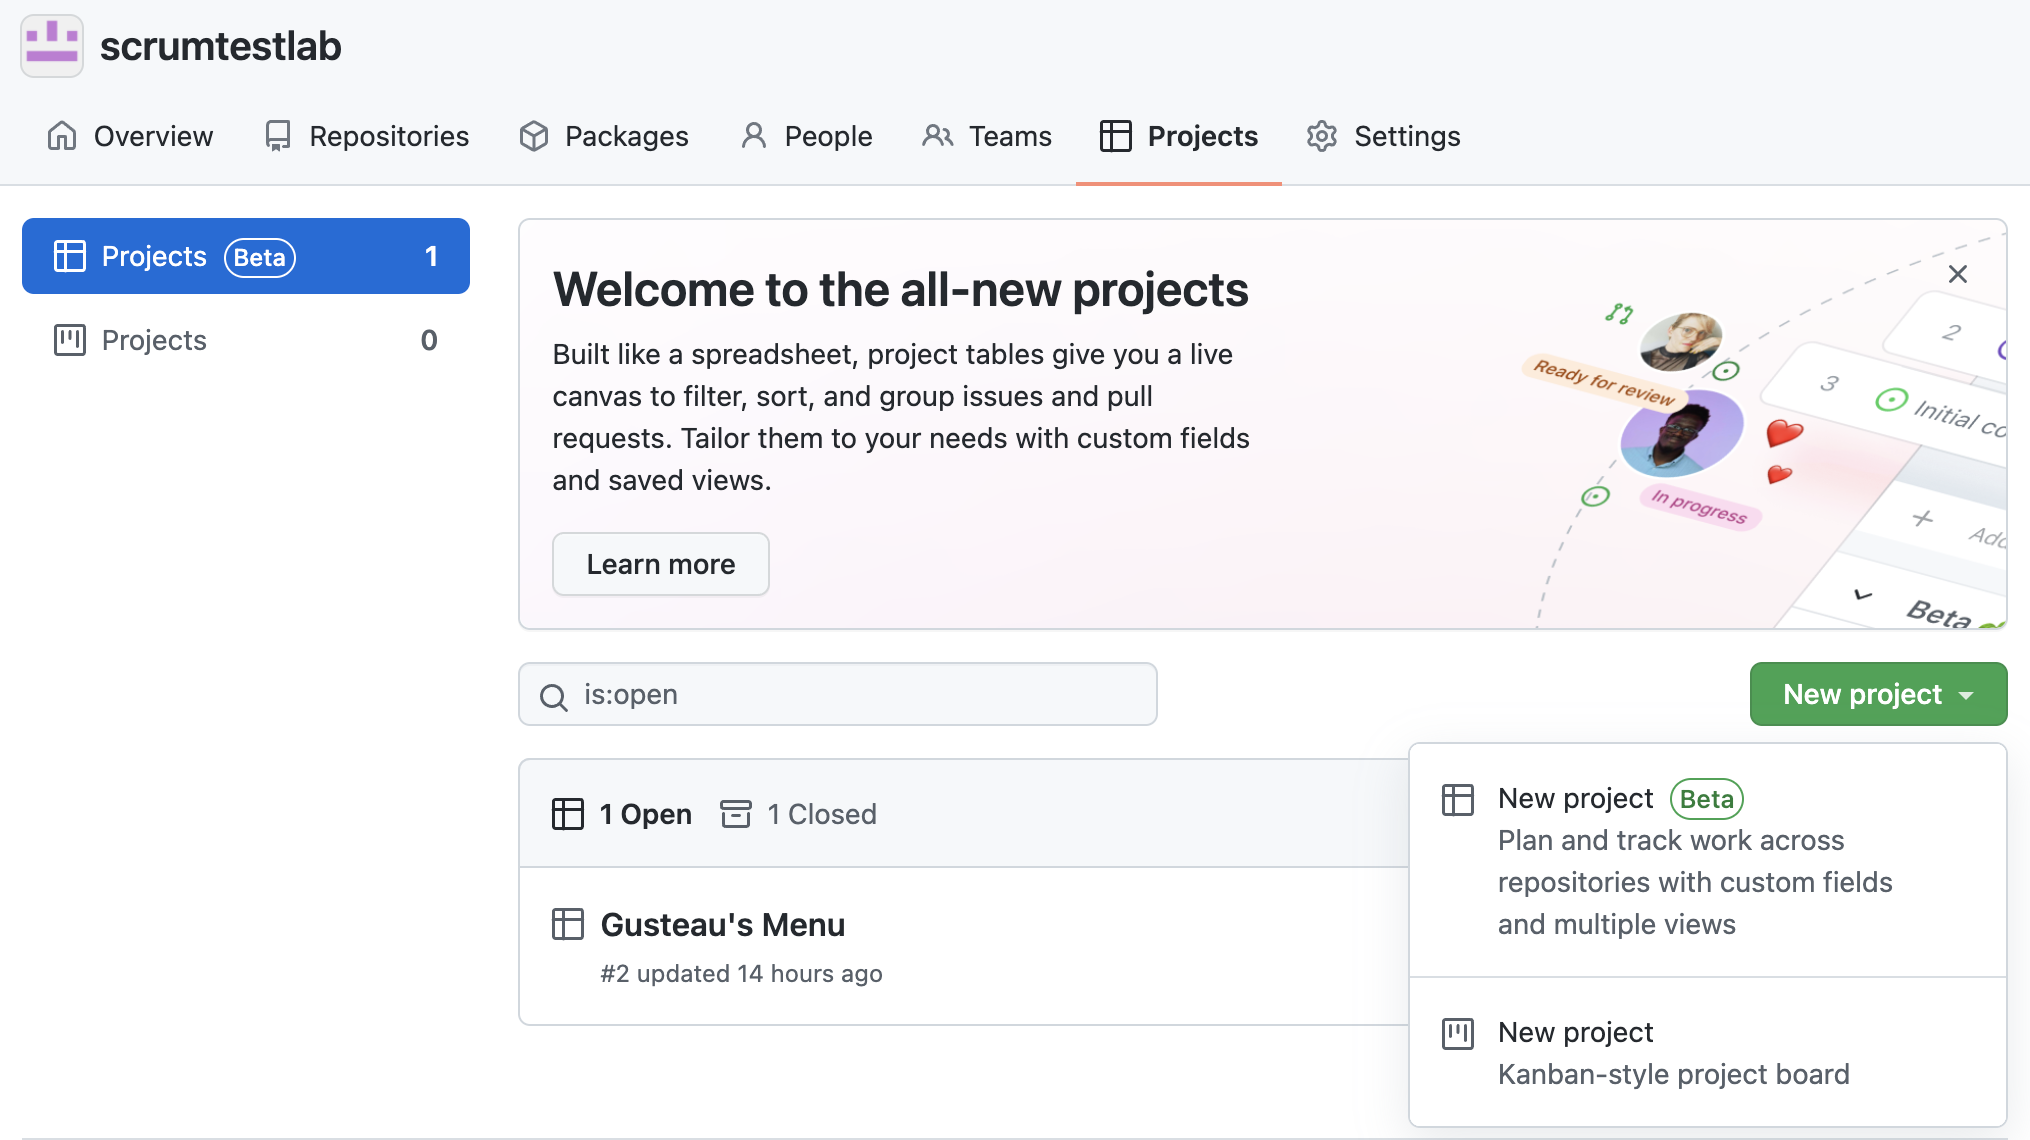 scrumtestlab
Overview Repositories Packages People Teams Projects Settings
Projects Beta 1
Projects 0
Welcome to the all-new projects
Built like a spreadsheet, project tables give you a live
canvas to filter, sort, and group issues and pull
requests. Tailor them to your needs with custom fields
and saved views.
Learn more
2
3 Initial co
Ready for review
In progress
+ Add
Beta
is:open
New project
1 Open 1 Closed
Gusteau's Menu
#2 updated 14 hours ago
New project Beta
Plan and track work across
repositories with custom fields
and multiple views
New project
Kanban-style project board